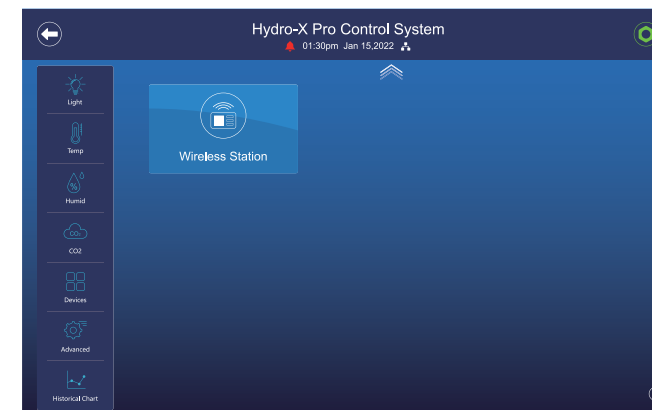 Hydro-X Pro Control System
01:30pm Jan 15,2022
Light
Temp
%
Humid
CO2
CO2
Devices
Advanced
Historical Chart
Wireless Station